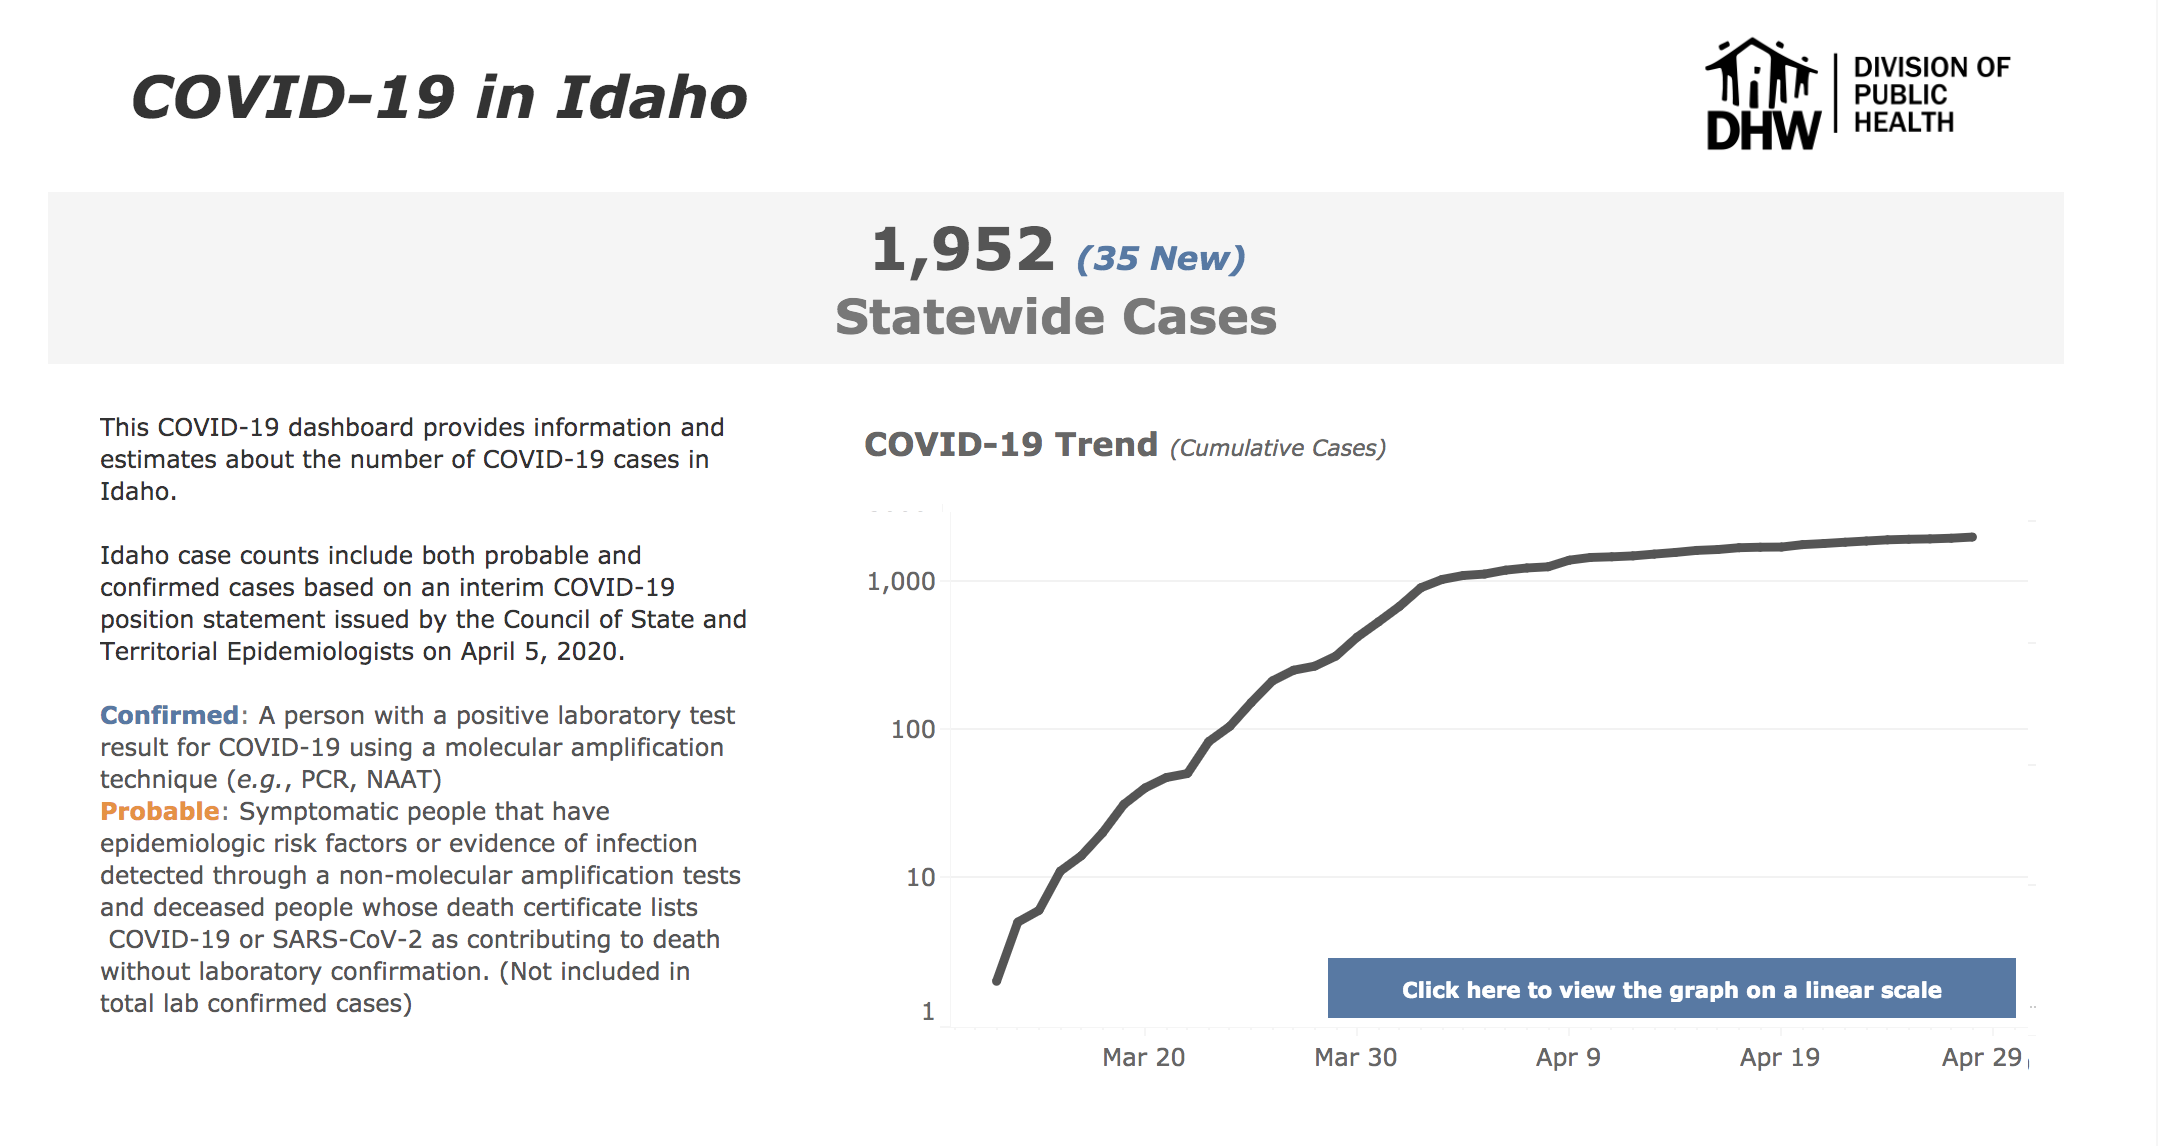 COVID-19 in Idaho
DHW
DIVISION OF
PUBLIC
HEALTH
1,952 (35 New)
Statewide Cases
This COVID-19 dashboard provides information and
estimates about the number of COVID-19 cases in
Idaho.
Idaho case counts include both probable and
confirmed cases based on an interim COVID-19
position statement issued by the Council of State and
Territorial Epidemiologists on April 5, 2020.
Confirmed: A person with a positive laboratory test
result for COVID-19 using a molecular amplification
technique (e.g., PCR, NAAT)
Probable: Symptomatic people that have
epidemiologic risk factors or evidence of infection
detected through a non-molecular amplification tests
and deceased people whose death certificate lists
COVID-19 or SARS-CoV-2 as contributing to death
without laboratory confirmation. (Not included in
total lab confirmed cases)
COVID-19 Trend (Cumulative Cases)
1,000
100
10
1
Click here to view the graph on a linear scale
Mar 20 Mar 30 Apr 9 Apr 19 Apr 29